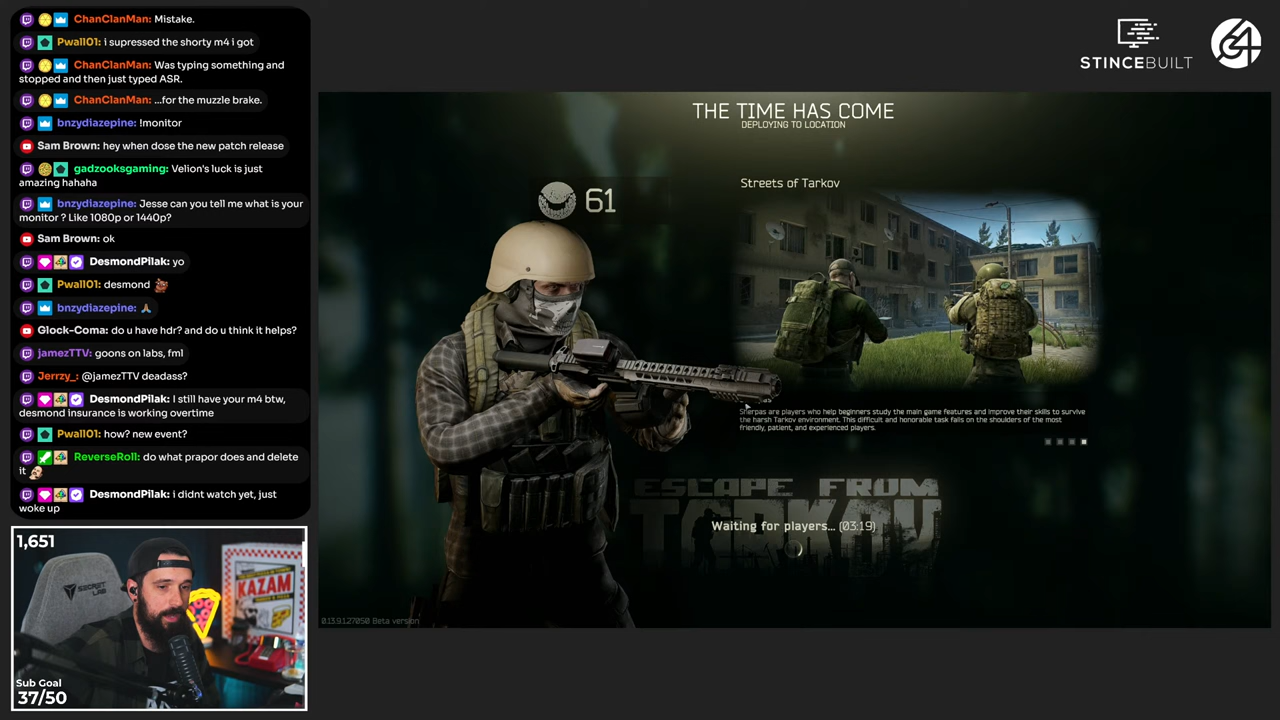 ChanClanMan: Mistake.
Pwall01: i supressed the shorty m4 i got
ChanClanMan: Was typing something and
stopped and then just typed ASR.
ChanClanMan: ...for the muzzle brake.
bnzydiazepine: !monitor
Sam Brown: hey when dose the new patch release
gadzooksgaming: Velion's luck is just
amazing hahaha
bnzydiazepine: Jesse can you tell me what is your
monitor ? Like 1080p or 1440p?
Sam Brown: ok
DesmondPilak: yo
Pwall01: desmond
bnzydiazepine:
Glock-Coma: do u have hdr? and do u think it helps?
jamezTTV: goons on labs, fml
Jerrzy_: @jamezTTV deadass?
DesmondPilak: I still have your m4 btw,
desmond insurance is working overtime
Pwall01: how? new event?
ReverseRoll: do what prapor does and delete
it
DesmondPilak: i didnt watch yet, just
woke up
1,651
SECRET
LAB
KAZAM
Sub Goal
37/50
STINCEBUILT
THE TIME HAS COME
DEPLOYING TO LOCATION
61
Streets of Tarkov
Sherpas are players who help beginners study the main game features and improve their skills to survive
the harsh Tarkov environment. This difficult and honorable task falls on the shoulders of the most
friendly, patient, and experienced players.
ESCAPE FROM
TARKOV
Waiting for players... (03:19)
0.13.9.1.27050 Beta version